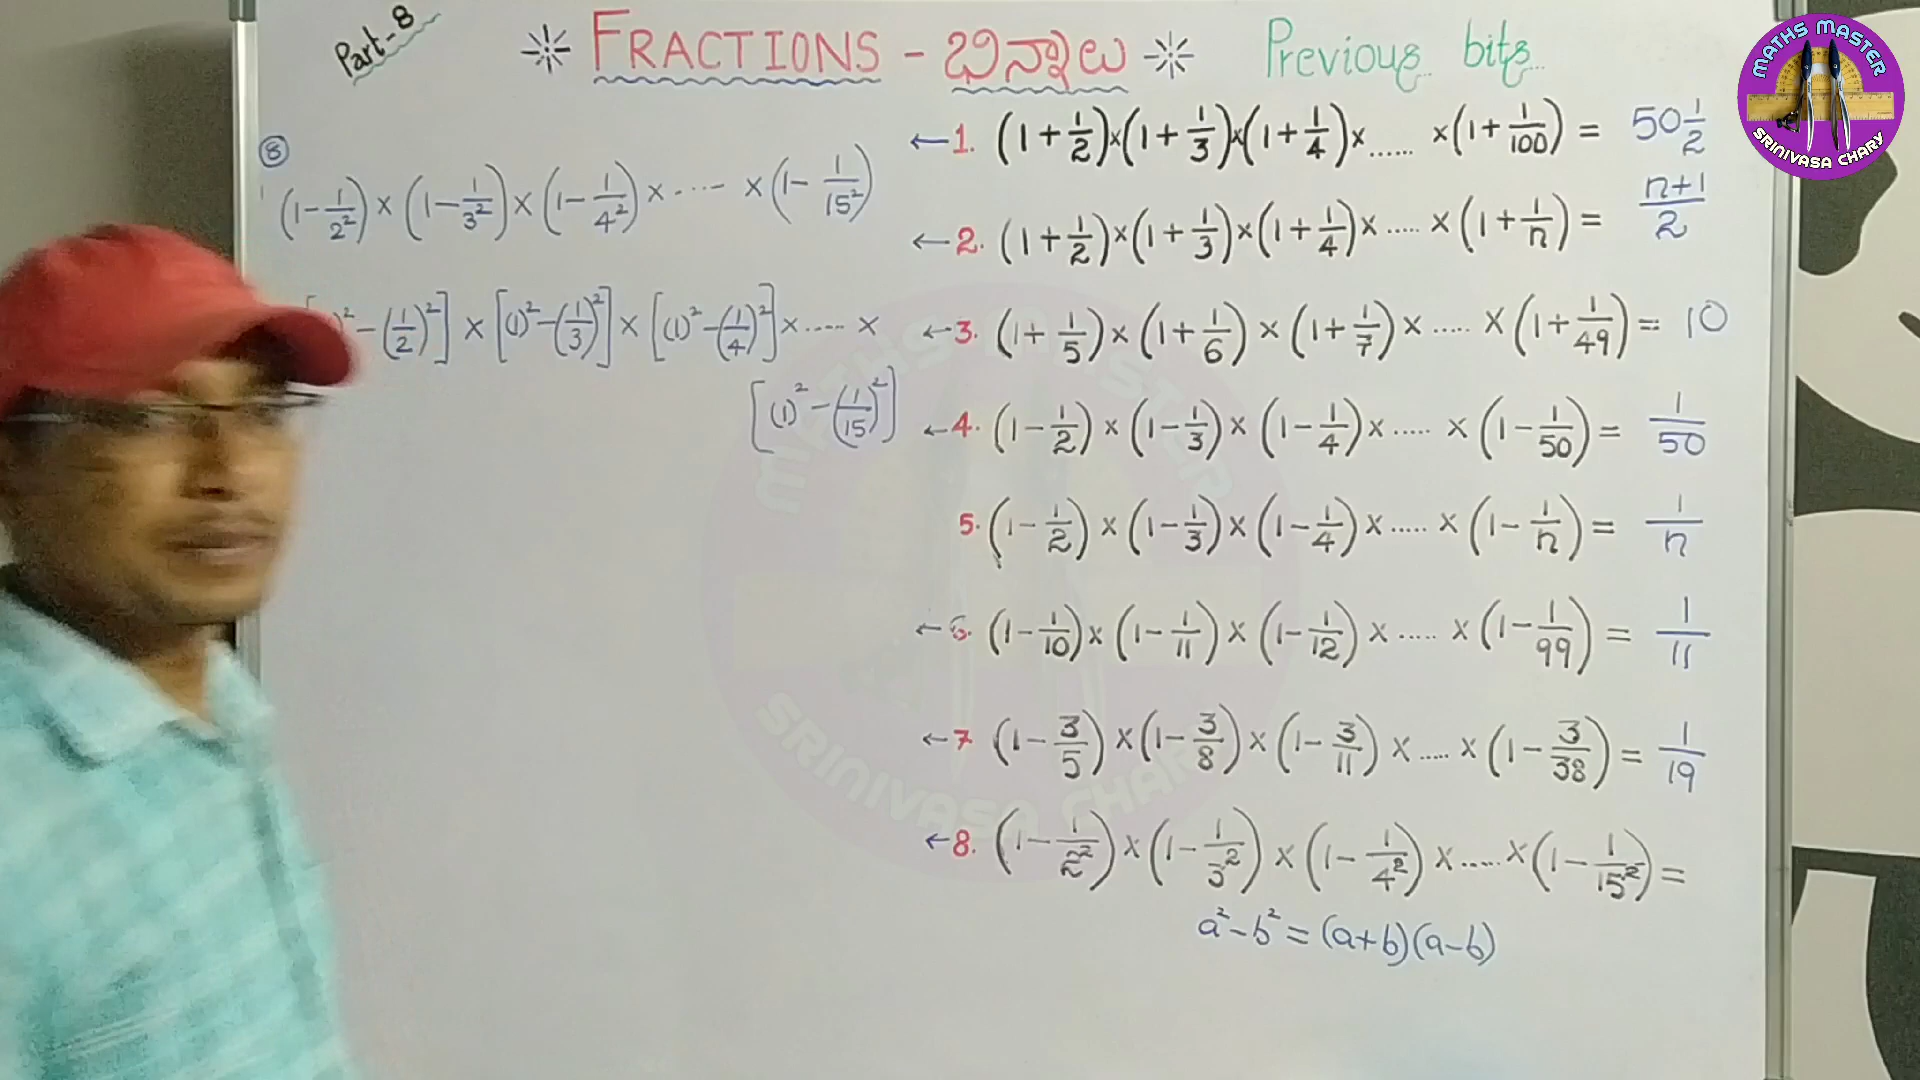 Part-8
FRACTIONS - భిన్నాలు
Previous bits...
1. (1 + 1/2) × (1 + 1/3) × (1 + 1/4) × ...... × (1 + 1/100) = 50 1/2
2. (1 + 1/2) × (1 + 1/3) × (1 + 1/4) × ..... × (1 + 1/n) = n+1/2
3. (1 + 1/5) × (1 + 1/6) × (1 + 1/7) × ..... × (1 + 1/49) = 10
4. (1 - 1/2) × (1 - 1/3) × (1 - 1/4) × ..... × (1 - 1/50) = 1/50
5. (1 - 1/2) × (1 - 1/3) × (1 - 1/4) × ..... × (1 - 1/n) = 1/n
6. (1 - 1/10) × (1 - 1/11) × (1 - 1/12) × ..... × (1 - 1/99) = 1/11
7 (1 - 3/5) × (1 - 3/8) × (1 - 3/11) × ..... × (1 - 3/38) = 1/19
8. (1 - 1/2²) × (1 - 1/3²) × (1 - 1/4²) × ..... × (1 - 1/15²) =
a² - b² = (a+b)(a-b)
8
(1 - 1/2²) × (1 - 1/3²) × (1 - 1/4²) × ..... × (1 - 1/15²)
² - (1/2)²] × [(1)² - (1/3)²] × [(1)² - (1/4)²] × ..... ×
[(1)² - (1/15)²]
MATHS MASTER
SRINIVASA CHARY
MATHS MASTER
SRINIVASA CHARY